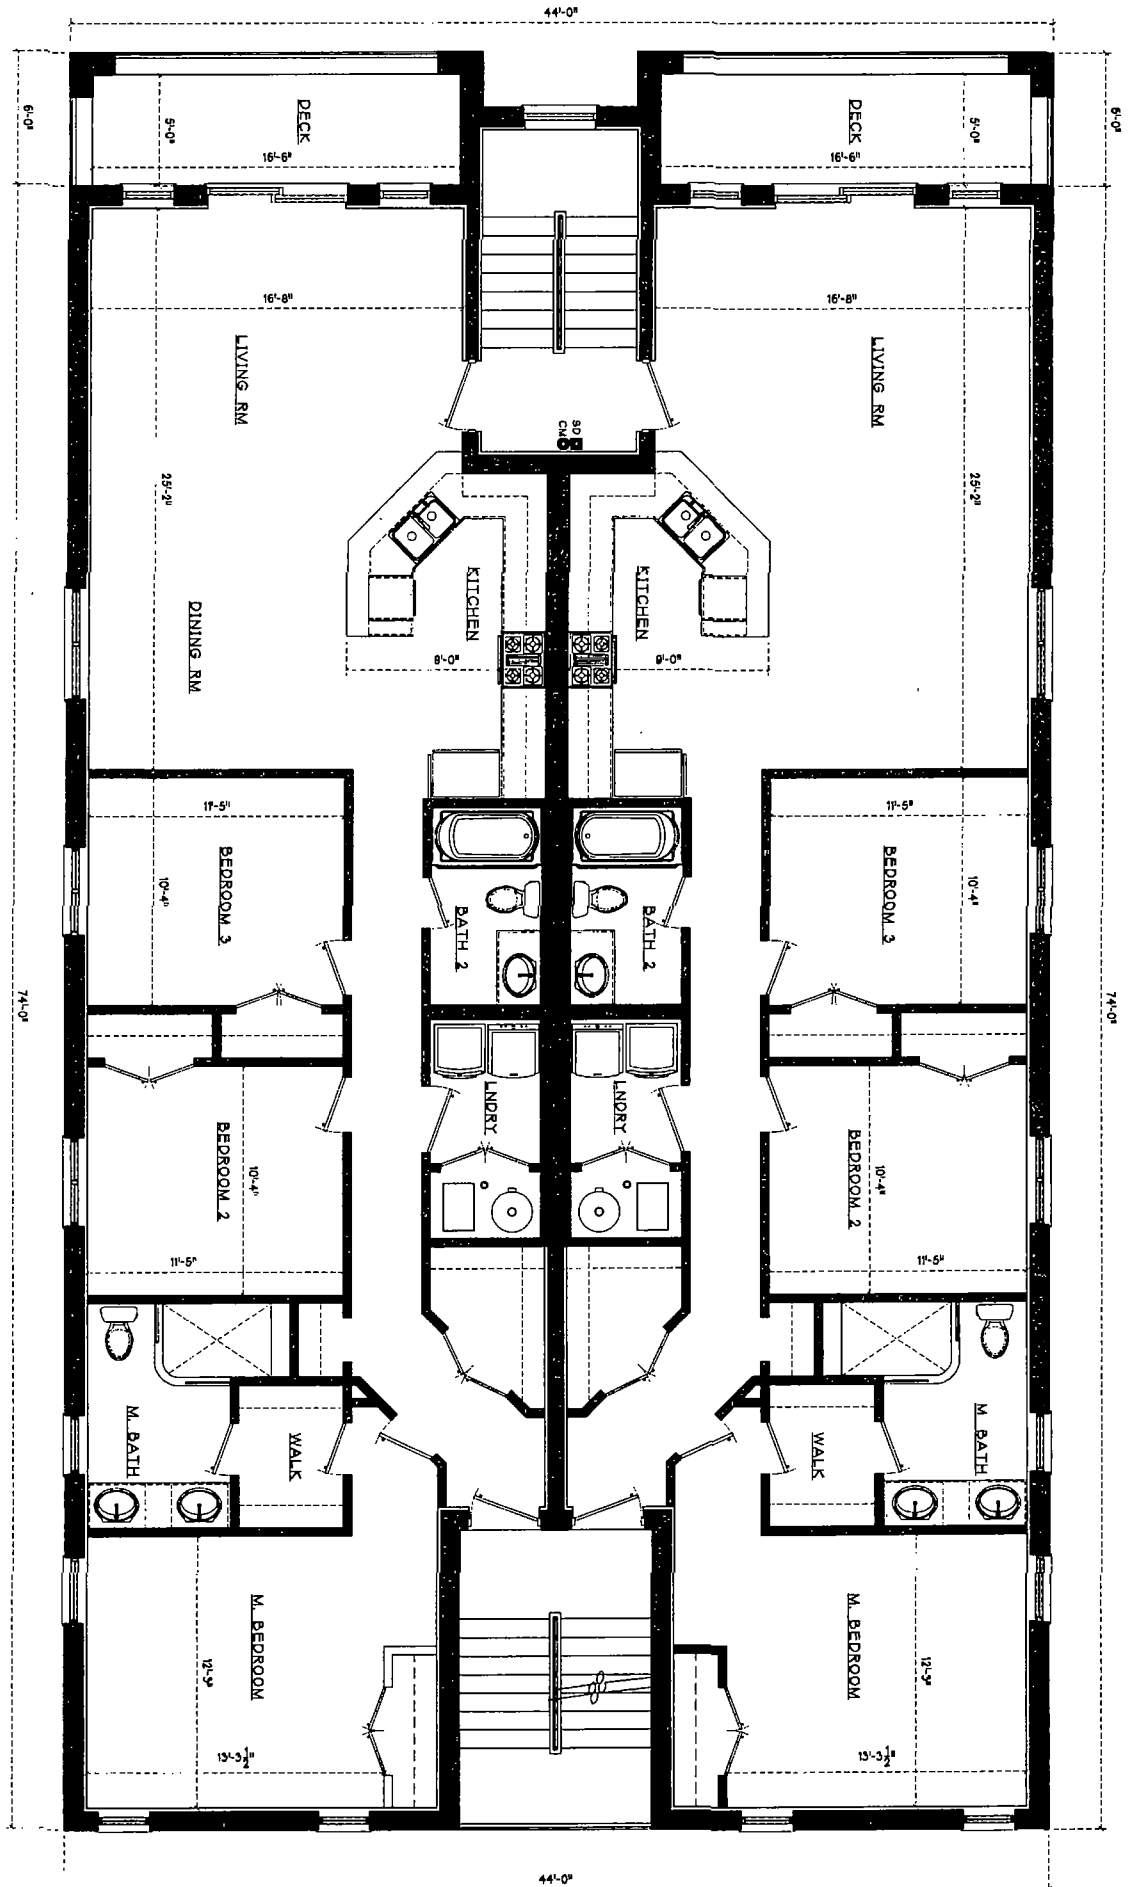 44'-0"
6'-0"
5'-0"
DECK
16'-6"
DECK
5'-0"
16'-6"
6'-0"
16'-8"
16'-8"
LIVING RM
LIVING RM
SD
CM
25'-2"
25'-2"
KITCHEN
KITCHEN
DINING RM
8'-0"
9'-0"
11'-5"
11'-5"
BEDROOM 3
10'-4"
BATH 2
BATH 2
BEDROOM 3
10'-4"
74'-0"
74'-0"
LNDRY
LNDRY
BEDROOM 2
10'-4"
BEDROOM 2
10'-4"
11'-5"
11'-5"
M. BATH
WALK
WALK
M BATH
M. BEDROOM
M. BEDROOM
12'-3"
12'-3"
13'-3 1/2"
13'-3 1/2"
44'-0"